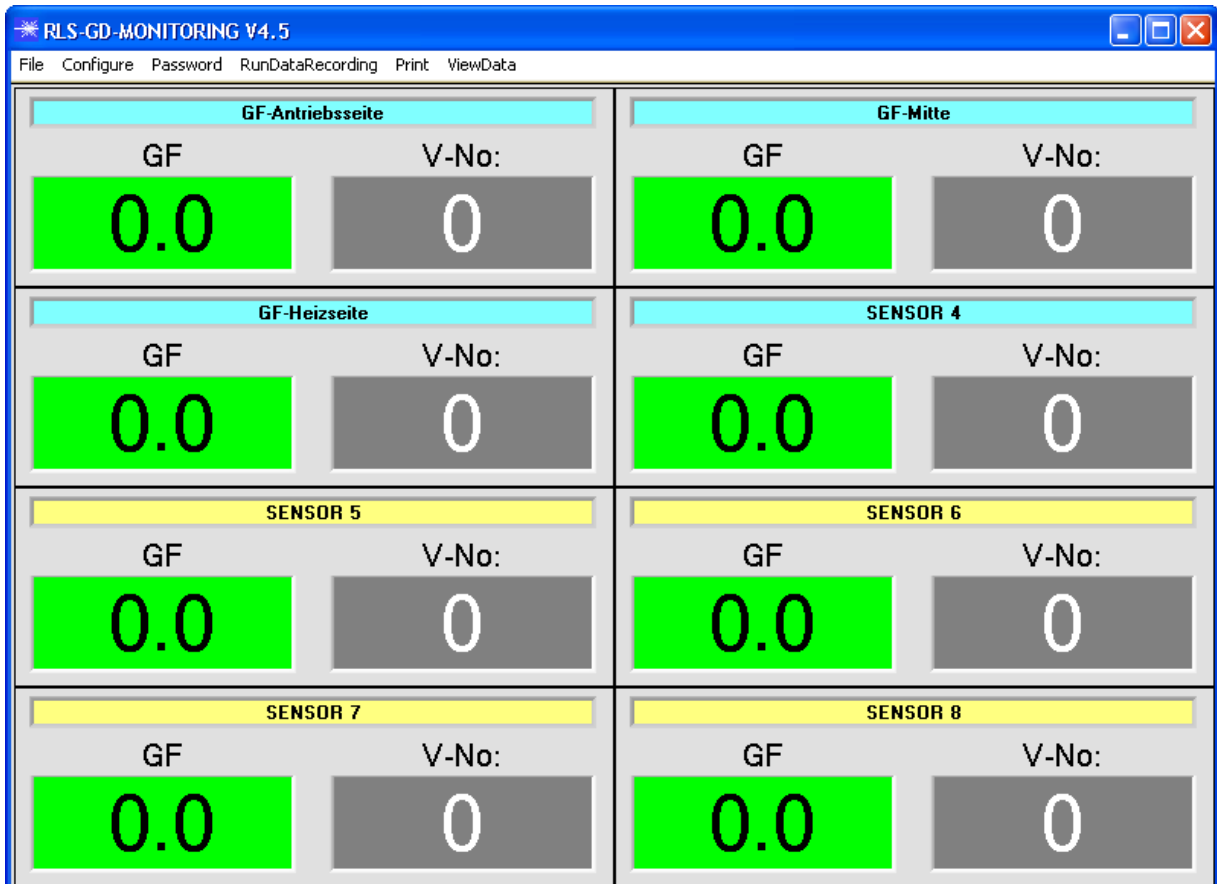 RLS-GD-MONITORING V4.5
File Configure Password RunDataRecording Print ViewData
GF-Antriebsseite
GF V-No:
0.0 0
GF-Mitte
GF V-No:
0.0 0
GF-Heizseite
GF V-No:
0.0 0
SENSOR 4
GF V-No:
0.0 0
SENSOR 5
GF V-No:
0.0 0
SENSOR 6
GF V-No:
0.0 0
SENSOR 7
GF V-No:
0.0 0
SENSOR 8
GF V-No:
0.0 0